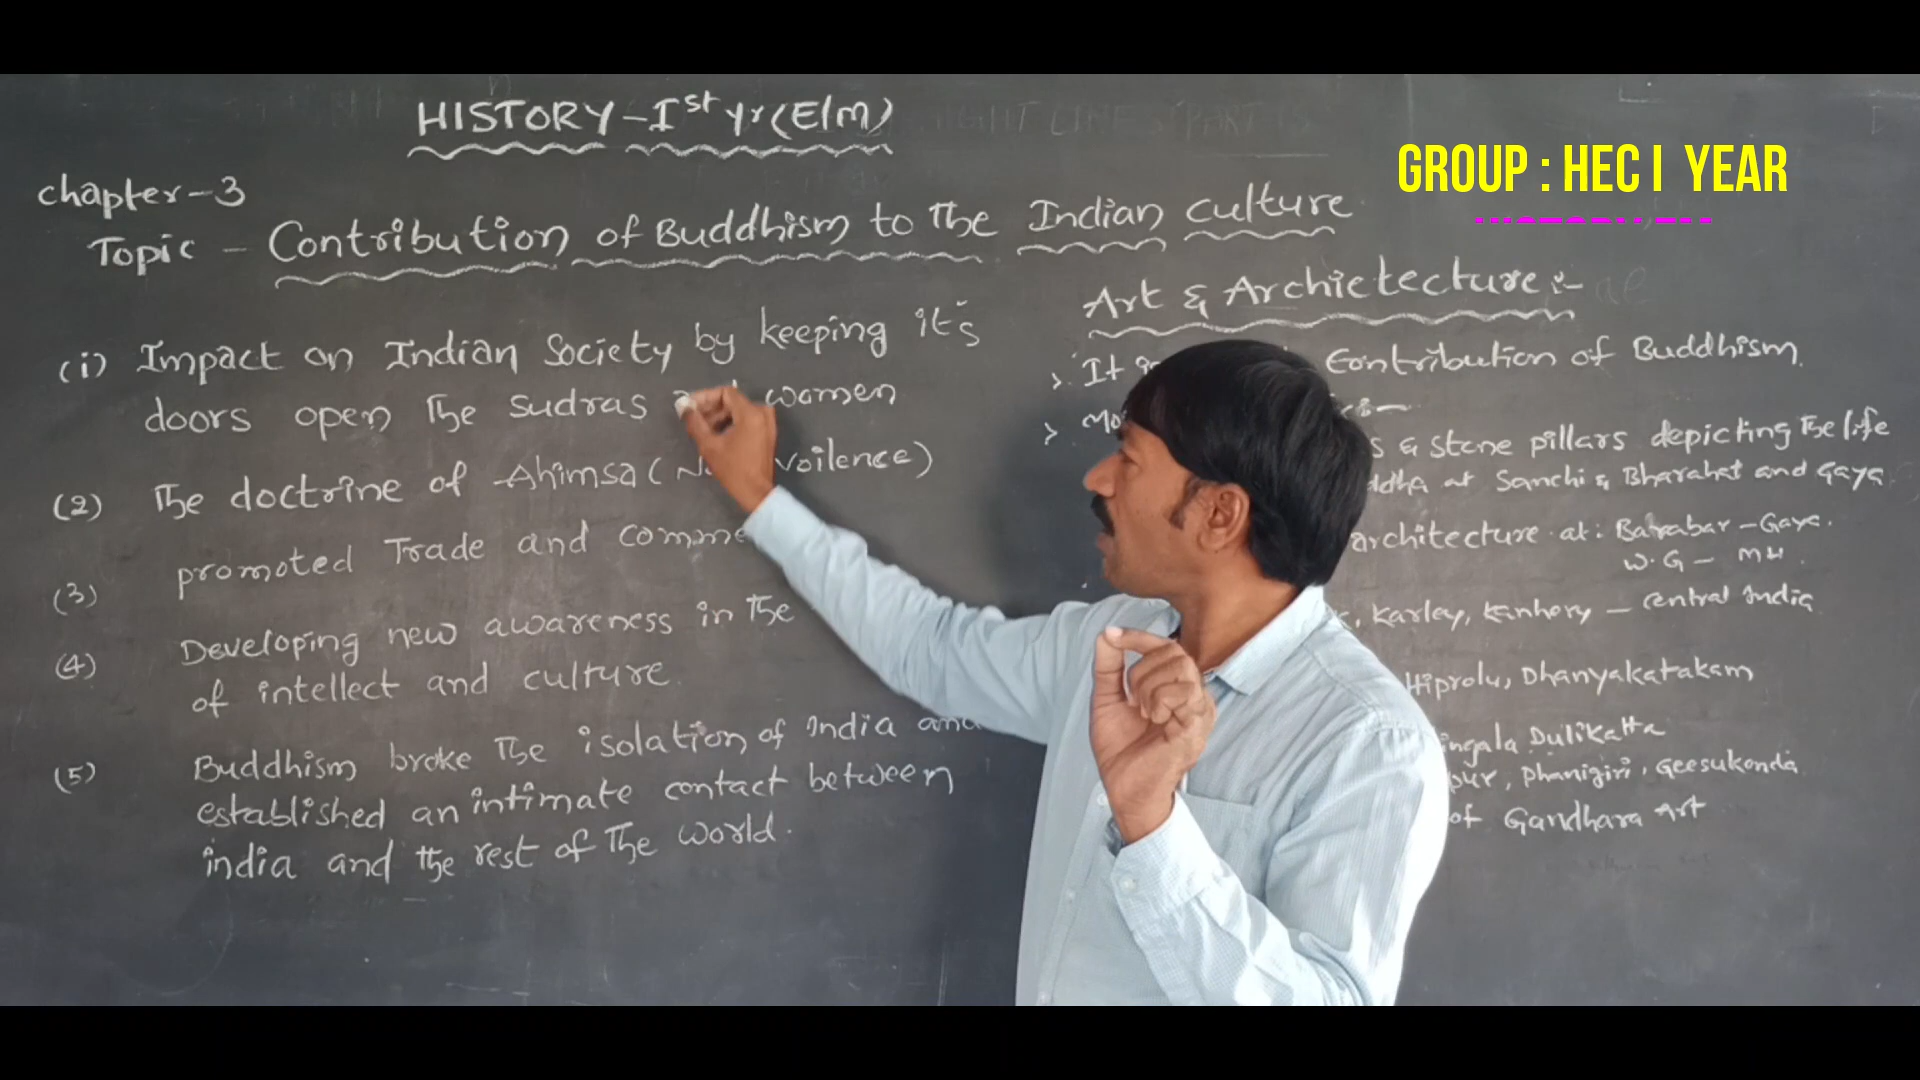 HISTORY-Ist yr(E/M)
GROUP : HEC I YEAR
chapter-3
Topic - Contribution of Buddhism to The Indian Culture
(i) Impact on Indian Society by keeping it's
doors open The Sudras women
(2) The doctrine of Ahimsa ( voilence)
(3) promoted Trade and
(4) Developing new awareness in The
of intellect and culture.
(5) Buddhism broke The isolation of India and
established an intimate contact between
india and the rest of The world.
Art & Archietecture :-
It Contribution of Buddhism
& stone pillars depicting The life
at Sanchi & Bharahat and Gaya
architecture at: Barabar - Gaya.
W.G - MH.
Karley, Kanhery - Central India
Dhanyakatakam
Dulikatta
Phanigiri, Geesukonda
of Gandhara Art